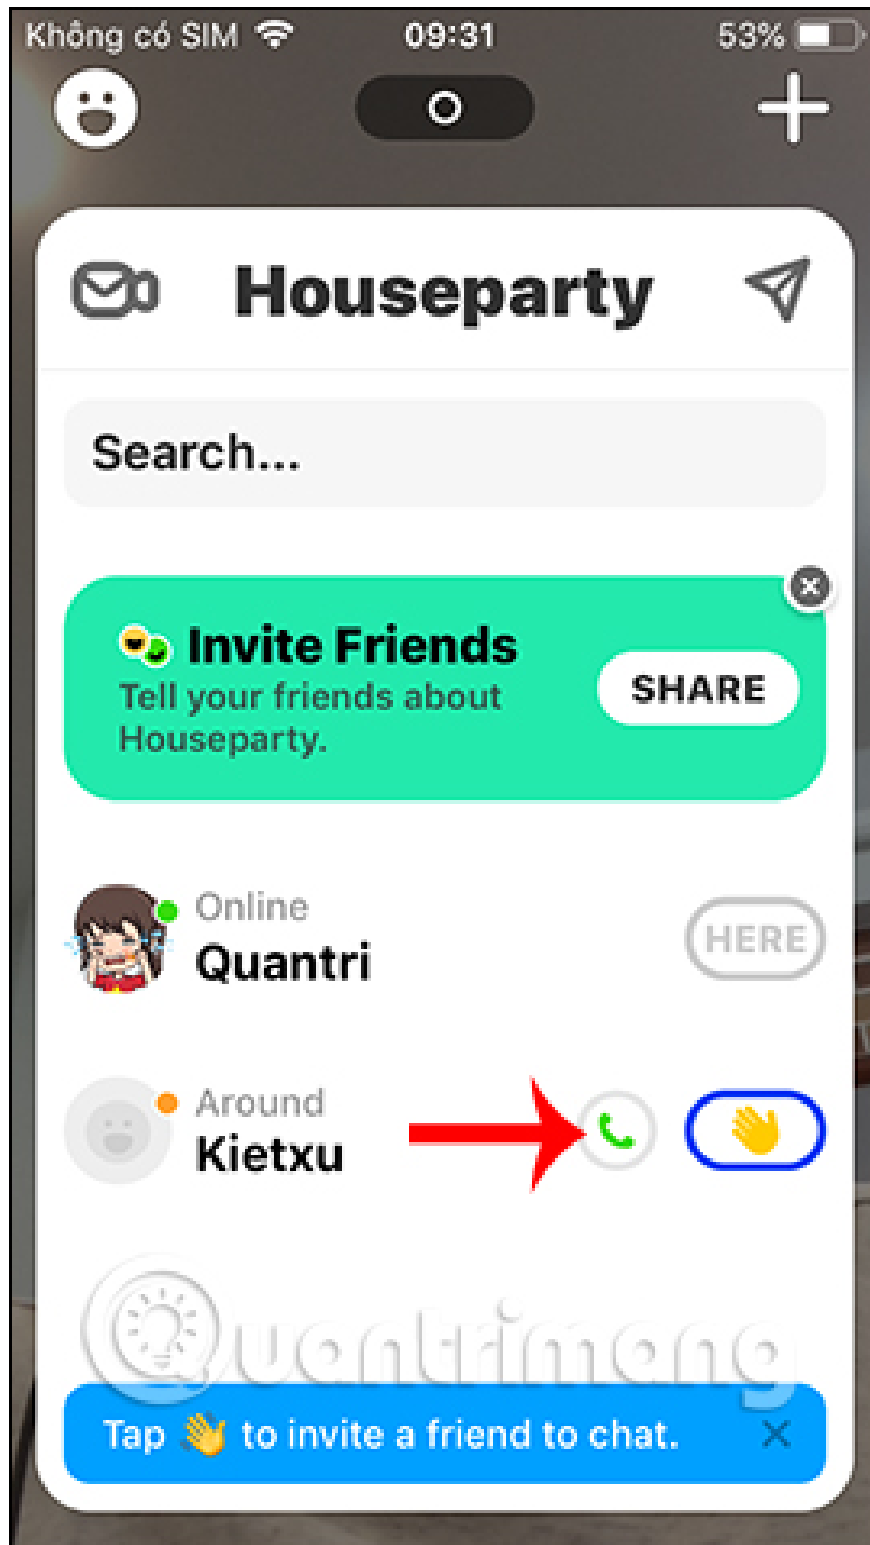 Không có SIM 09:31 53%
Houseparty
Search...
Invite Friends
Tell your friends about
Houseparty.
SHARE
Online
Quantri
HERE
Around
Kietxu
Quantrimang
Tap 👋 to invite a friend to chat.